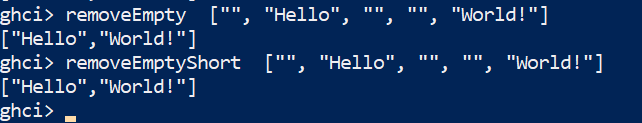 ghci> removeEmpty  ["", "Hello", "", "", "World!"]
["Hello","World!"]
ghci> removeEmptyShort  ["", "Hello", "", "", "World!"]
["Hello","World!"]
ghci>